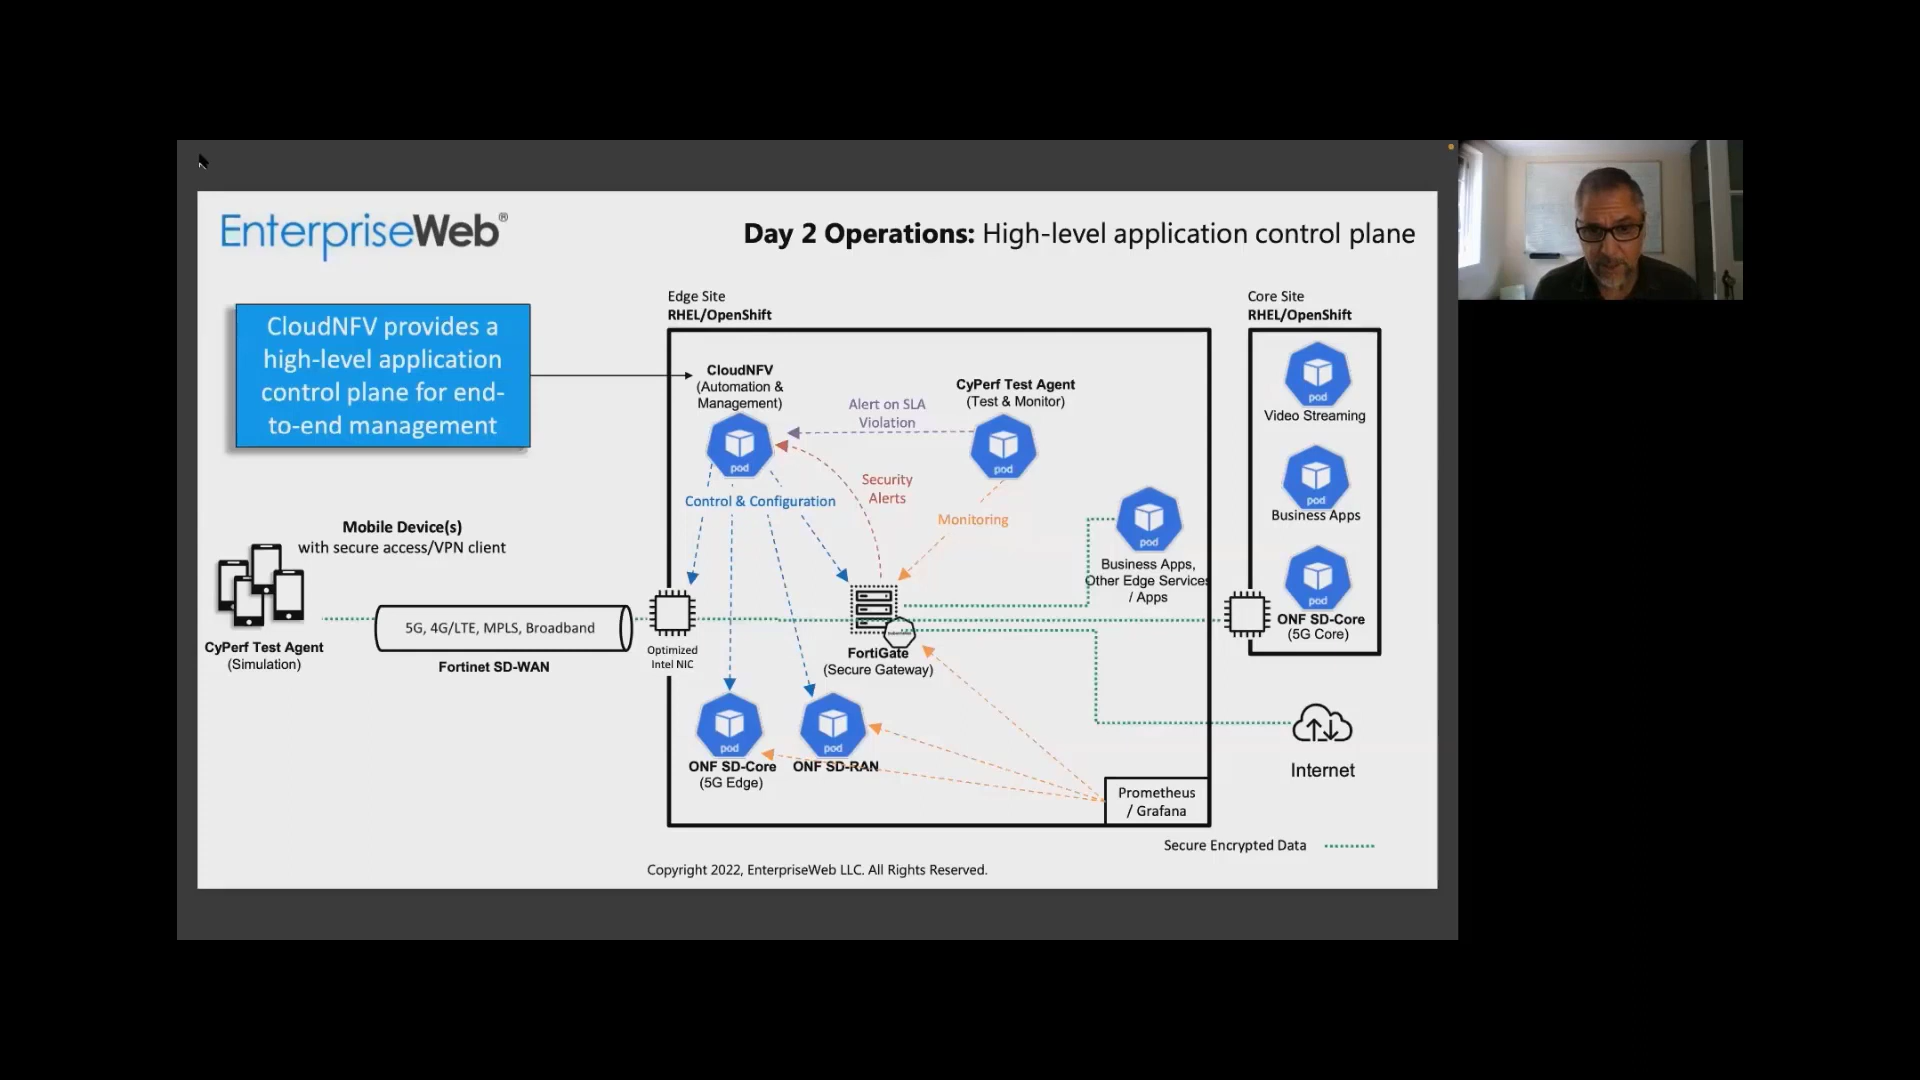 EnterpriseWeb®
Day 2 Operations: High-level application control plane
CloudNFV provides a
high-level application
control plane for end-
to-end management
Edge Site
RHEL/OpenShift
Core Site
RHEL/OpenShift
CloudNFV
(Automation &
Management)
pod
Alert on SLA
Violation
CyPerf Test Agent
(Test & Monitor)
pod
Security
Alerts
Control & Configuration
Monitoring
pod
Business Apps,
Other Edge Services
/ Apps
pod
Video Streaming
pod
Business Apps
pod
ONF SD-Core
(5G Core)
Mobile Device(s)
with secure access/VPN client
CyPerf Test Agent
(Simulation)
5G, 4G/LTE, MPLS, Broadband
Fortinet SD-WAN
Optimized
Intel NIC
FortiGate
(Secure Gateway)
pod
ONF SD-Core
(5G Edge)
pod
ONF SD-RAN
Prometheus
/ Grafana
Internet
Secure Encrypted Data
Copyright 2022, EnterpriseWeb LLC. All Rights Reserved.